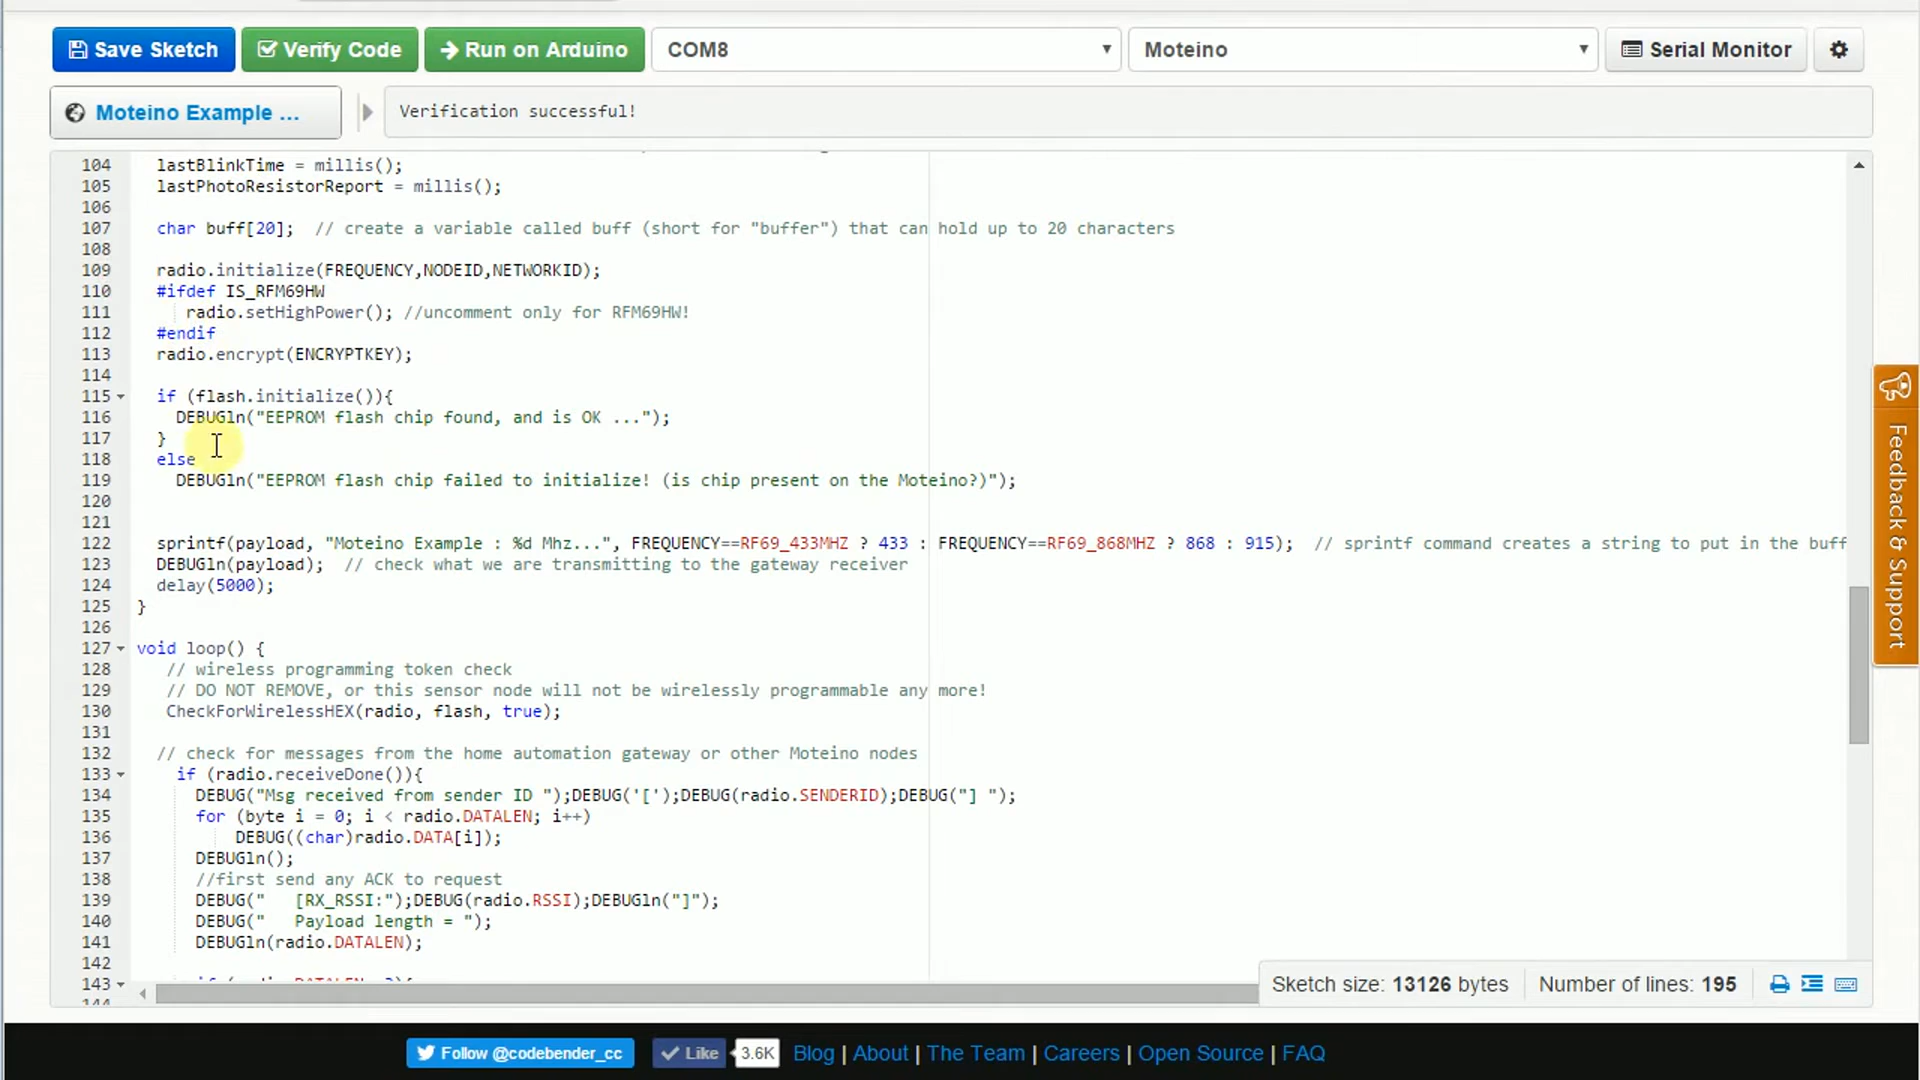 Save Sketch Verify Code Run on Arduino COM8 Moteino Serial Monitor
Moteino Example ... Verification successful!
104 lastBlinkTime = millis();
105 lastPhotoResistorReport = millis();
106
107 char buff[20]; // create a variable called buff (short for "buffer") that can hold up to 20 characters
108
109 radio.initialize(FREQUENCY,NODEID,NETWORKID);
110 #ifdef IS_RFM69HW
111 radio.setHighPower(); //uncomment only for RFM69HW!
112 #endif
113 radio.encrypt(ENCRYPTKEY);
114
115 if (flash.initialize()){
116 DEBUGln("EEPROM flash chip found, and is OK ...");
117 }
118 else
119 DEBUGln("EEPROM flash chip failed to initialize! (is chip present on the Moteino?)");
120
121
122 sprintf(payload, "Moteino Example : %d Mhz...", FREQUENCY==RF69_433MHZ ? 433 : FREQUENCY==RF69_868MHZ ? 868 : 915); // sprintf command creates a string to put in the buff
123 DEBUGln(payload); // check what we are transmitting to the gateway receiver
124 delay(5000);
125 }
126
127 void loop() {
128 // wireless programming token check
129 // DO NOT REMOVE, or this sensor node will not be wirelessly programmable any more!
130 CheckForWirelessHEX(radio, flash, true);
131
132 // check for messages from the home automation gateway or other Moteino nodes
133 if (radio.receiveDone()){
134 DEBUG("Msg received from sender ID ");DEBUG('[');DEBUG(radio.SENDERID);DEBUG("] ");
135 for (byte i = 0; i < radio.DATALEN; i++)
136 DEBUG((char)radio.DATA[i]);
137 DEBUGln();
138 //first send any ACK to request
139 DEBUG(" [RX_RSSI:");DEBUG(radio.RSSI);DEBUGln("]");
140 DEBUG(" Payload length = ");
141 DEBUGln(radio.DATALEN);
142
143
Sketch size: 13126 bytes Number of lines: 195
Feedback & Support
Follow @codebender_cc Like 3.6K Blog | About | The Team | Careers | Open Source | FAQ